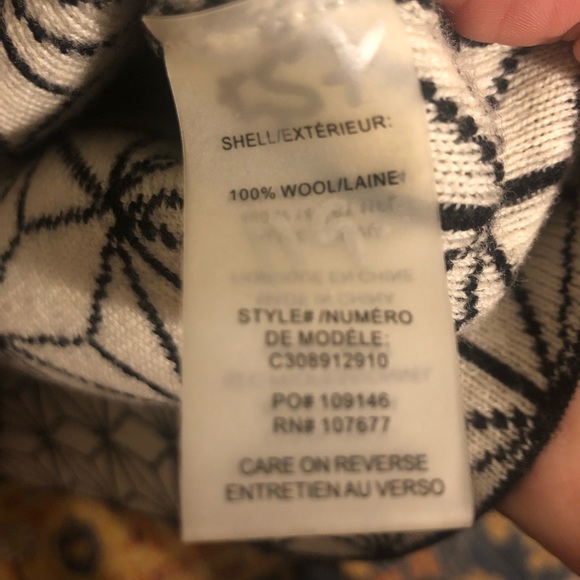 SHELL/EXTÉRIEUR:
100% WOOL/LAINE
STYLE# /NUMÉRO
DE MODÈLE:
C308912910
PO# 109146
RN# 107677
CARE ON REVERSE
ENTRETIEN AU VERSO